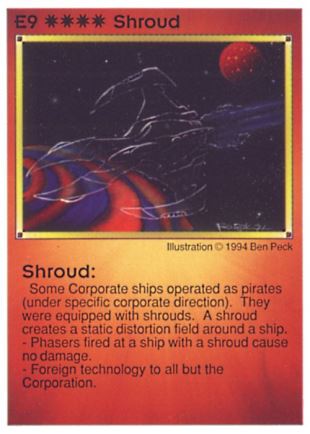 E9 ✷✷✷✷ Shroud
Illustration © 1994 Ben Peck
Shroud:
Some Corporate ships operated as pirates
(under specific corporate direction). They
were equipped with shrouds. A shroud
creates a static distortion field around a ship.
- Phasers fired at a ship with a shroud cause
no damage.
- Foreign technology to all but the
Corporation.